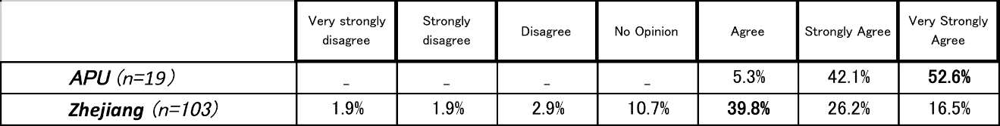 Very strongly disagree Strongly disagree Disagree No Opinion Agree Strongly Agree Very Strongly Agree
APU (n=19) _ _ _ _ 5.3% 42.1% 52.6%
Zhejiang (n=103) 1.9% 1.9% 2.9% 10.7% 39.8% 26.2% 16.5%